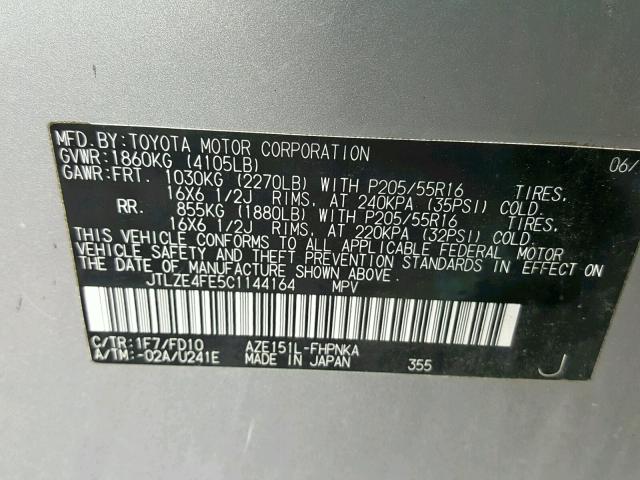 MFD.BY:TOYOTA MOTOR CORPORATION 06/
GVWR:1860KG (4105LB)
GAWR:FRT. 1030KG (2270LB) WITH P205/55R16 TIRES,
16X6 1/2J RIMS, AT 240KPA (35PSI) COLD.
RR. 855KG (1880LB) WITH P205/55R16 TIRES,
16X6 1/2J RIMS, AT 220KPA (32PSI) COLD.
THIS VEHICLE CONFORMS TO ALL APPLICABLE FEDERAL MOTOR
VEHICLE SAFETY AND THEFT PREVENTION STANDARDS IN EFFECT ON
THE DATE OF MANUFACTURE SHOWN ABOVE.
JTLZE4FE5C1144164 MPV
C/TR:1F7/FD10 AZE151L-FHPNKA
A/TM:-02A/U241E MADE IN JAPAN 355 J